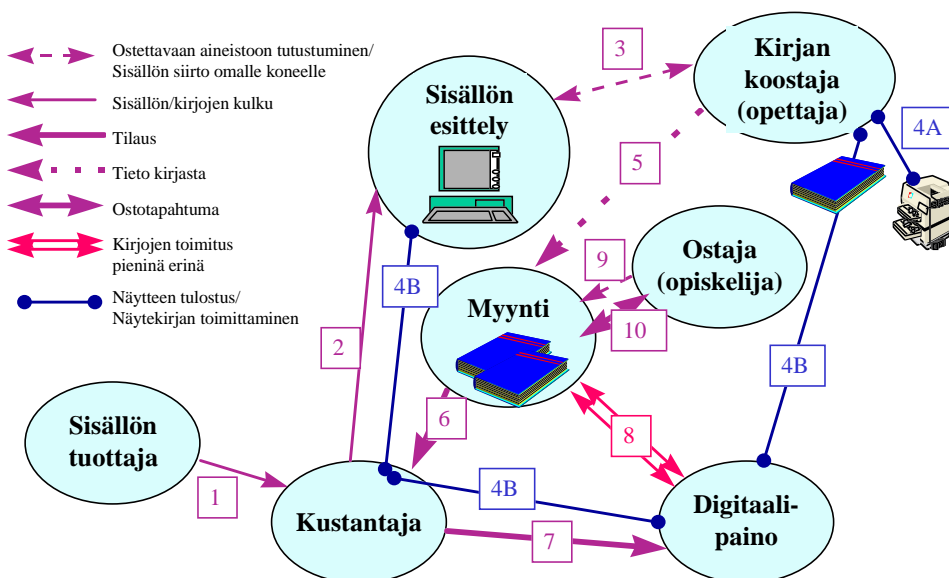 Ostettavaan aineistoon tutustuminen/
Sisällön siirto omalle koneelle
Sisällön/kirjojen kulku
Tilaus
Tieto kirjasta
Ostotapahtuma
Kirjojen toimitus
pieninä erinä
Näytteen tulostus/
Näytekirjan toimittaminen
Sisällön
esittely
3
Kirjan
koostaja
(opettaja)
4A
5
2
4B
9
Ostaja
(opiskelija)
Myynti
10
4B
Sisällön
tuottaja
6
8
1
Kustantaja
4B
7
Digitaali-
paino